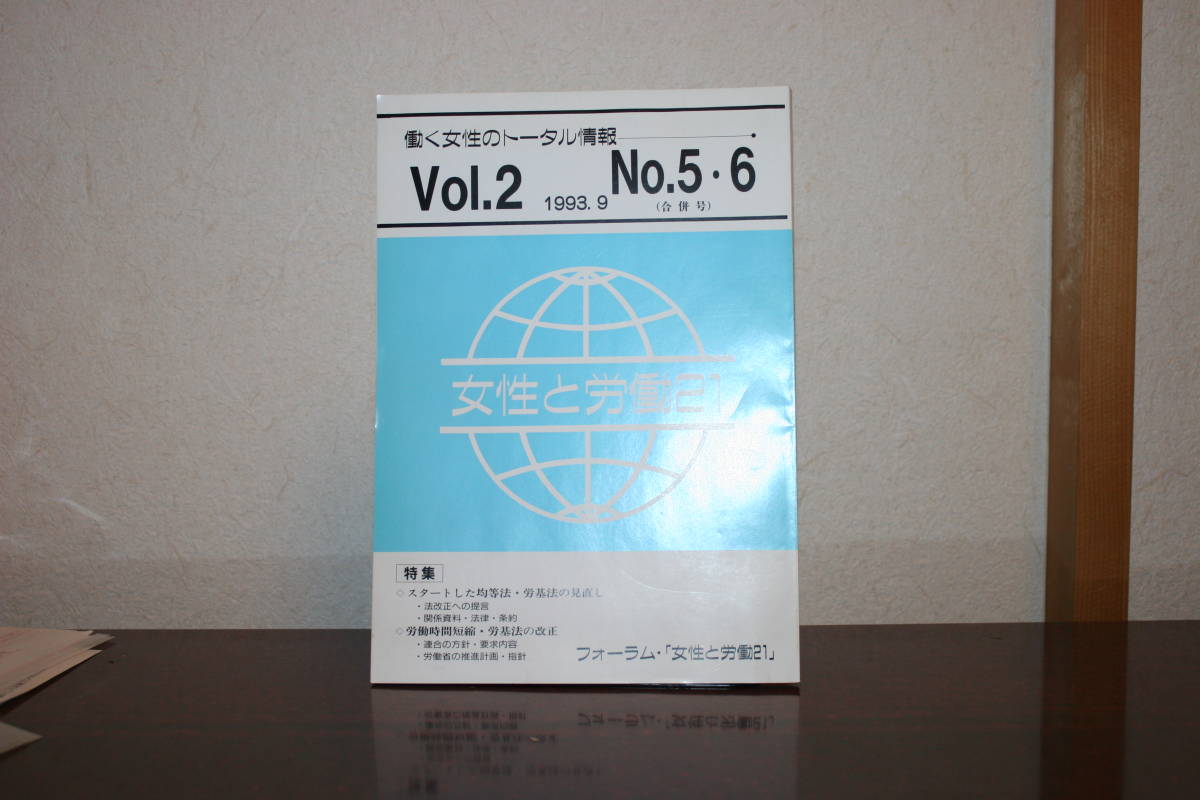 働く女性のトータル情報
Vol.2 1993.9 No.5・6
(合併号)
女性と労働21
特集
◇スタートした均等法・労基法の見直し
・法改正への提言
・関係資料・法律・条約
◇労働時間短縮・労基法の改正
・連合の方針・要求内容
・労働省の推進計画・指針
フォーラム・「女性と労働21」